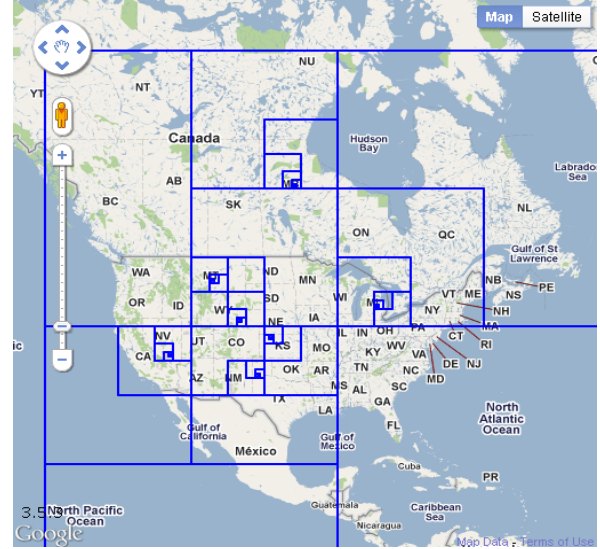 Map Satellite
NU
YT
NT
Canada
Hudson
Bay
Labrador
Sea
AB
BC
SK
NL
ON
QC
Gulf of St
Lawrence
WA
MT
ND
MN
NB
PE
OR
ID
SD
WI
VT
ME
NS
NH
WY
IA
NY
MA
NV
UT
CO
NE
IL
IN
OH
PA
CT
RI
CA
KS
MO
KY
WV
VA
DE
NJ
AZ
NM
OK
AR
TN
NC
MD
TX
MS
AL
SC
LA
GA
FL
North
Atlantic
Ocean
Gulf of
California
Gulf of
Mexico
México
Cuba
PR
Guatemala
Caribbean
Sea
Nicaragua
3.5.3
North Pacific
Ocean
Google
Map Data - Terms of Use